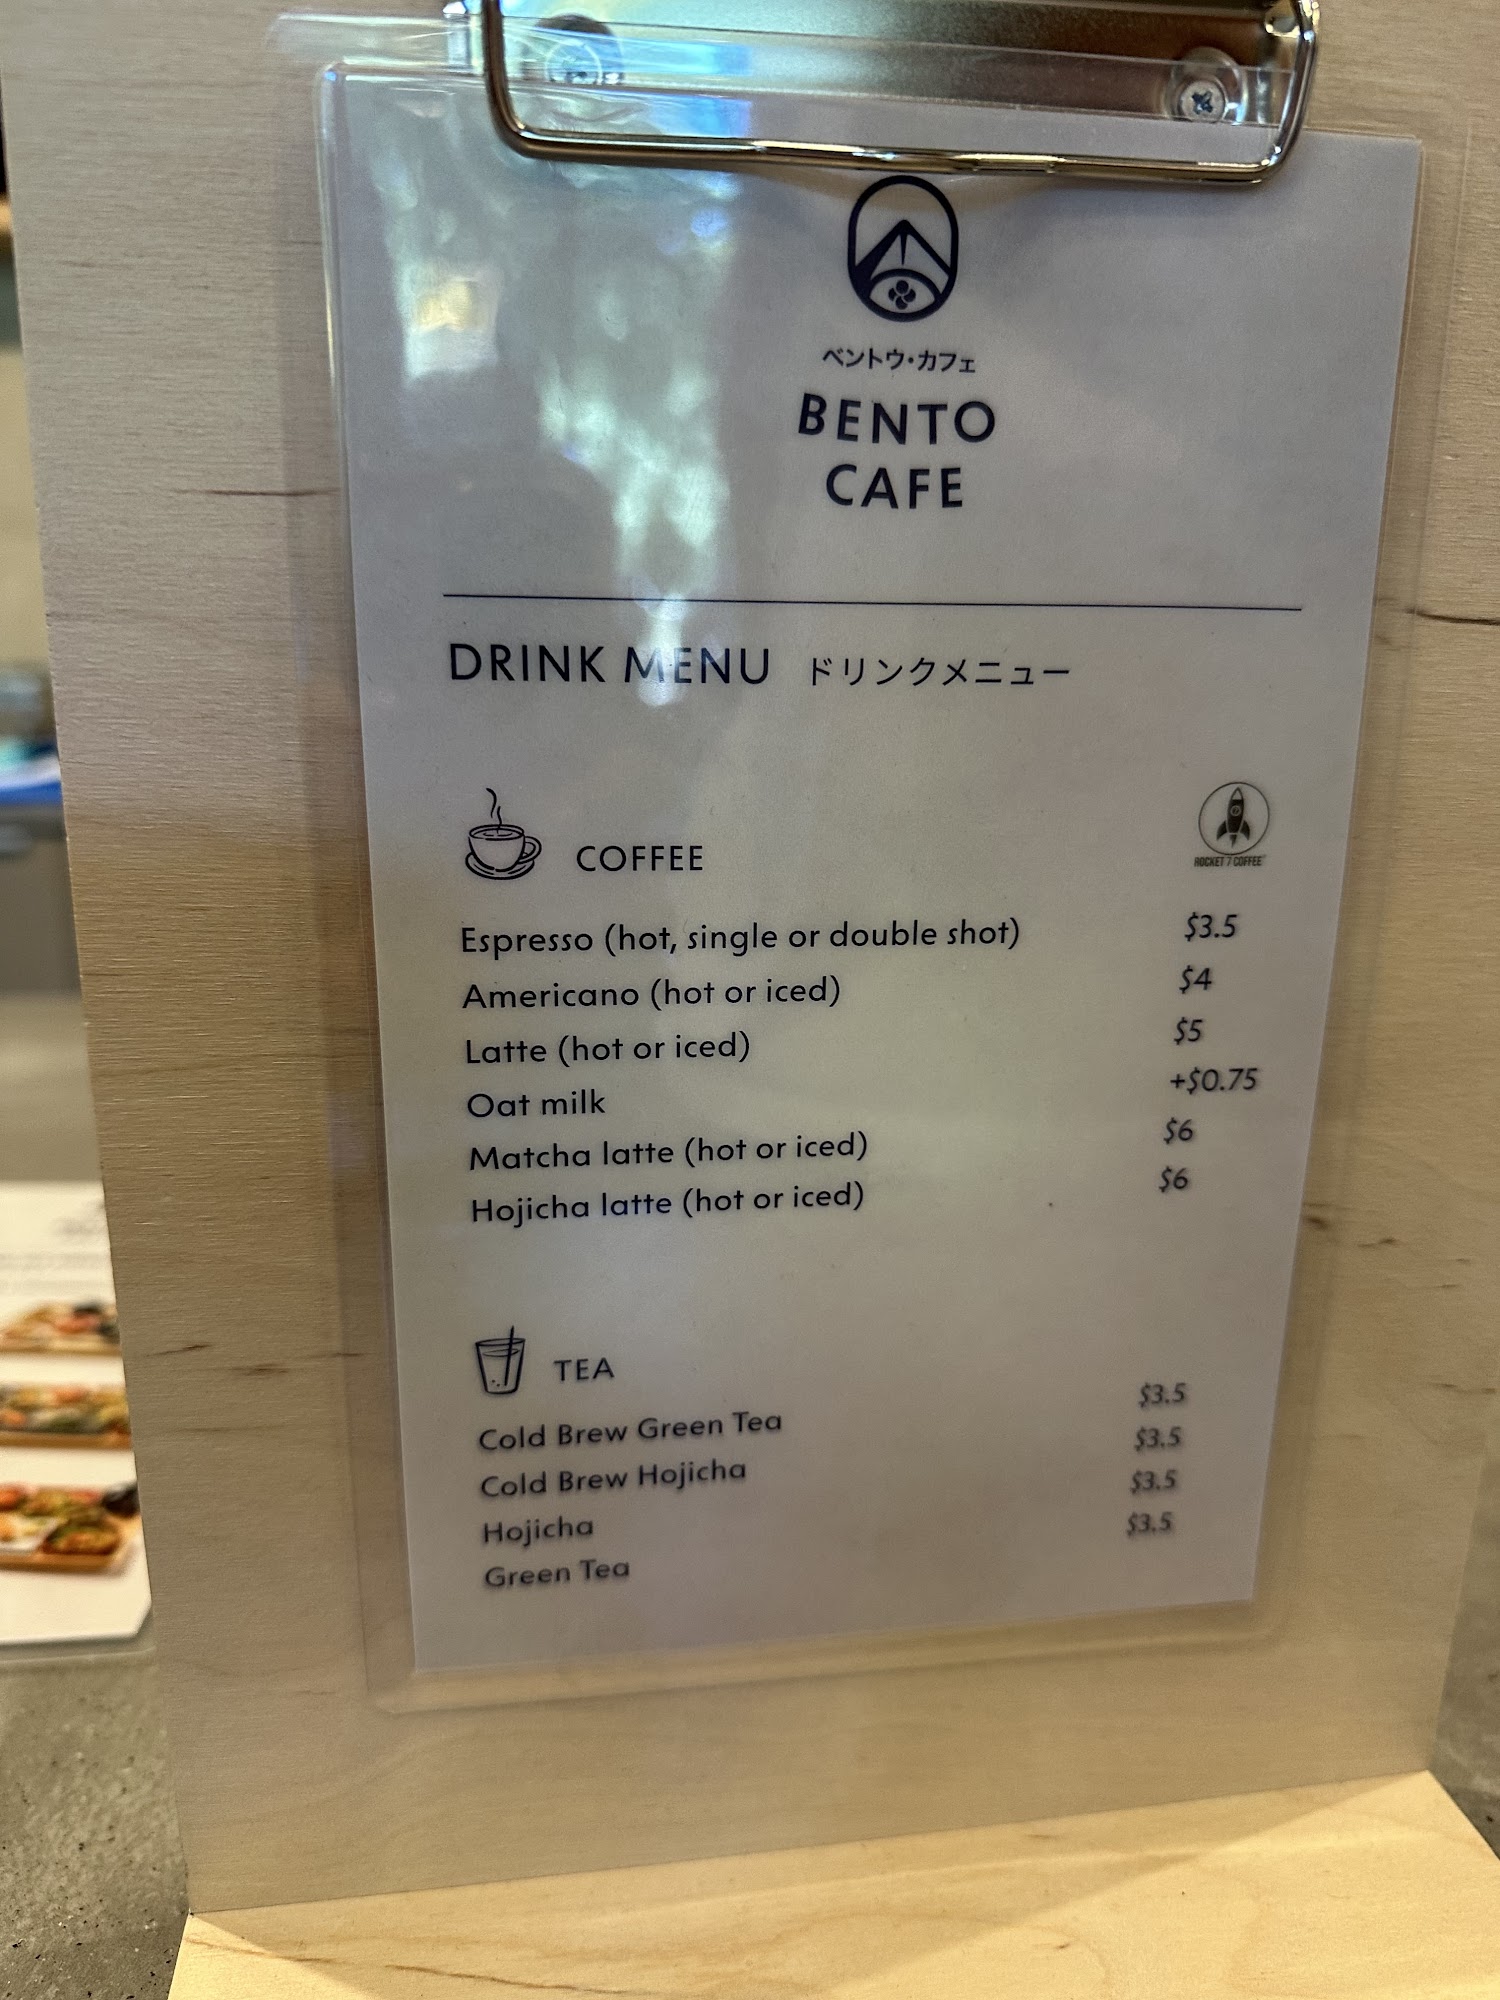 ベントウ・カフェ
BENTO
CAFE
DRINK MENU ドリンクメニュー
COFFEE
ROCKET 7 COFFEE
Espresso (hot, single or double shot) $3.5
Americano (hot or iced) $4
Latte (hot or iced) $5
Oat milk +$0.75
Matcha latte (hot or iced) $6
Hojicha latte (hot or iced) $6
TEA
Cold Brew Green Tea $3.5
Cold Brew Hojicha $3.5
Hojicha $3.5
Green Tea $3.5